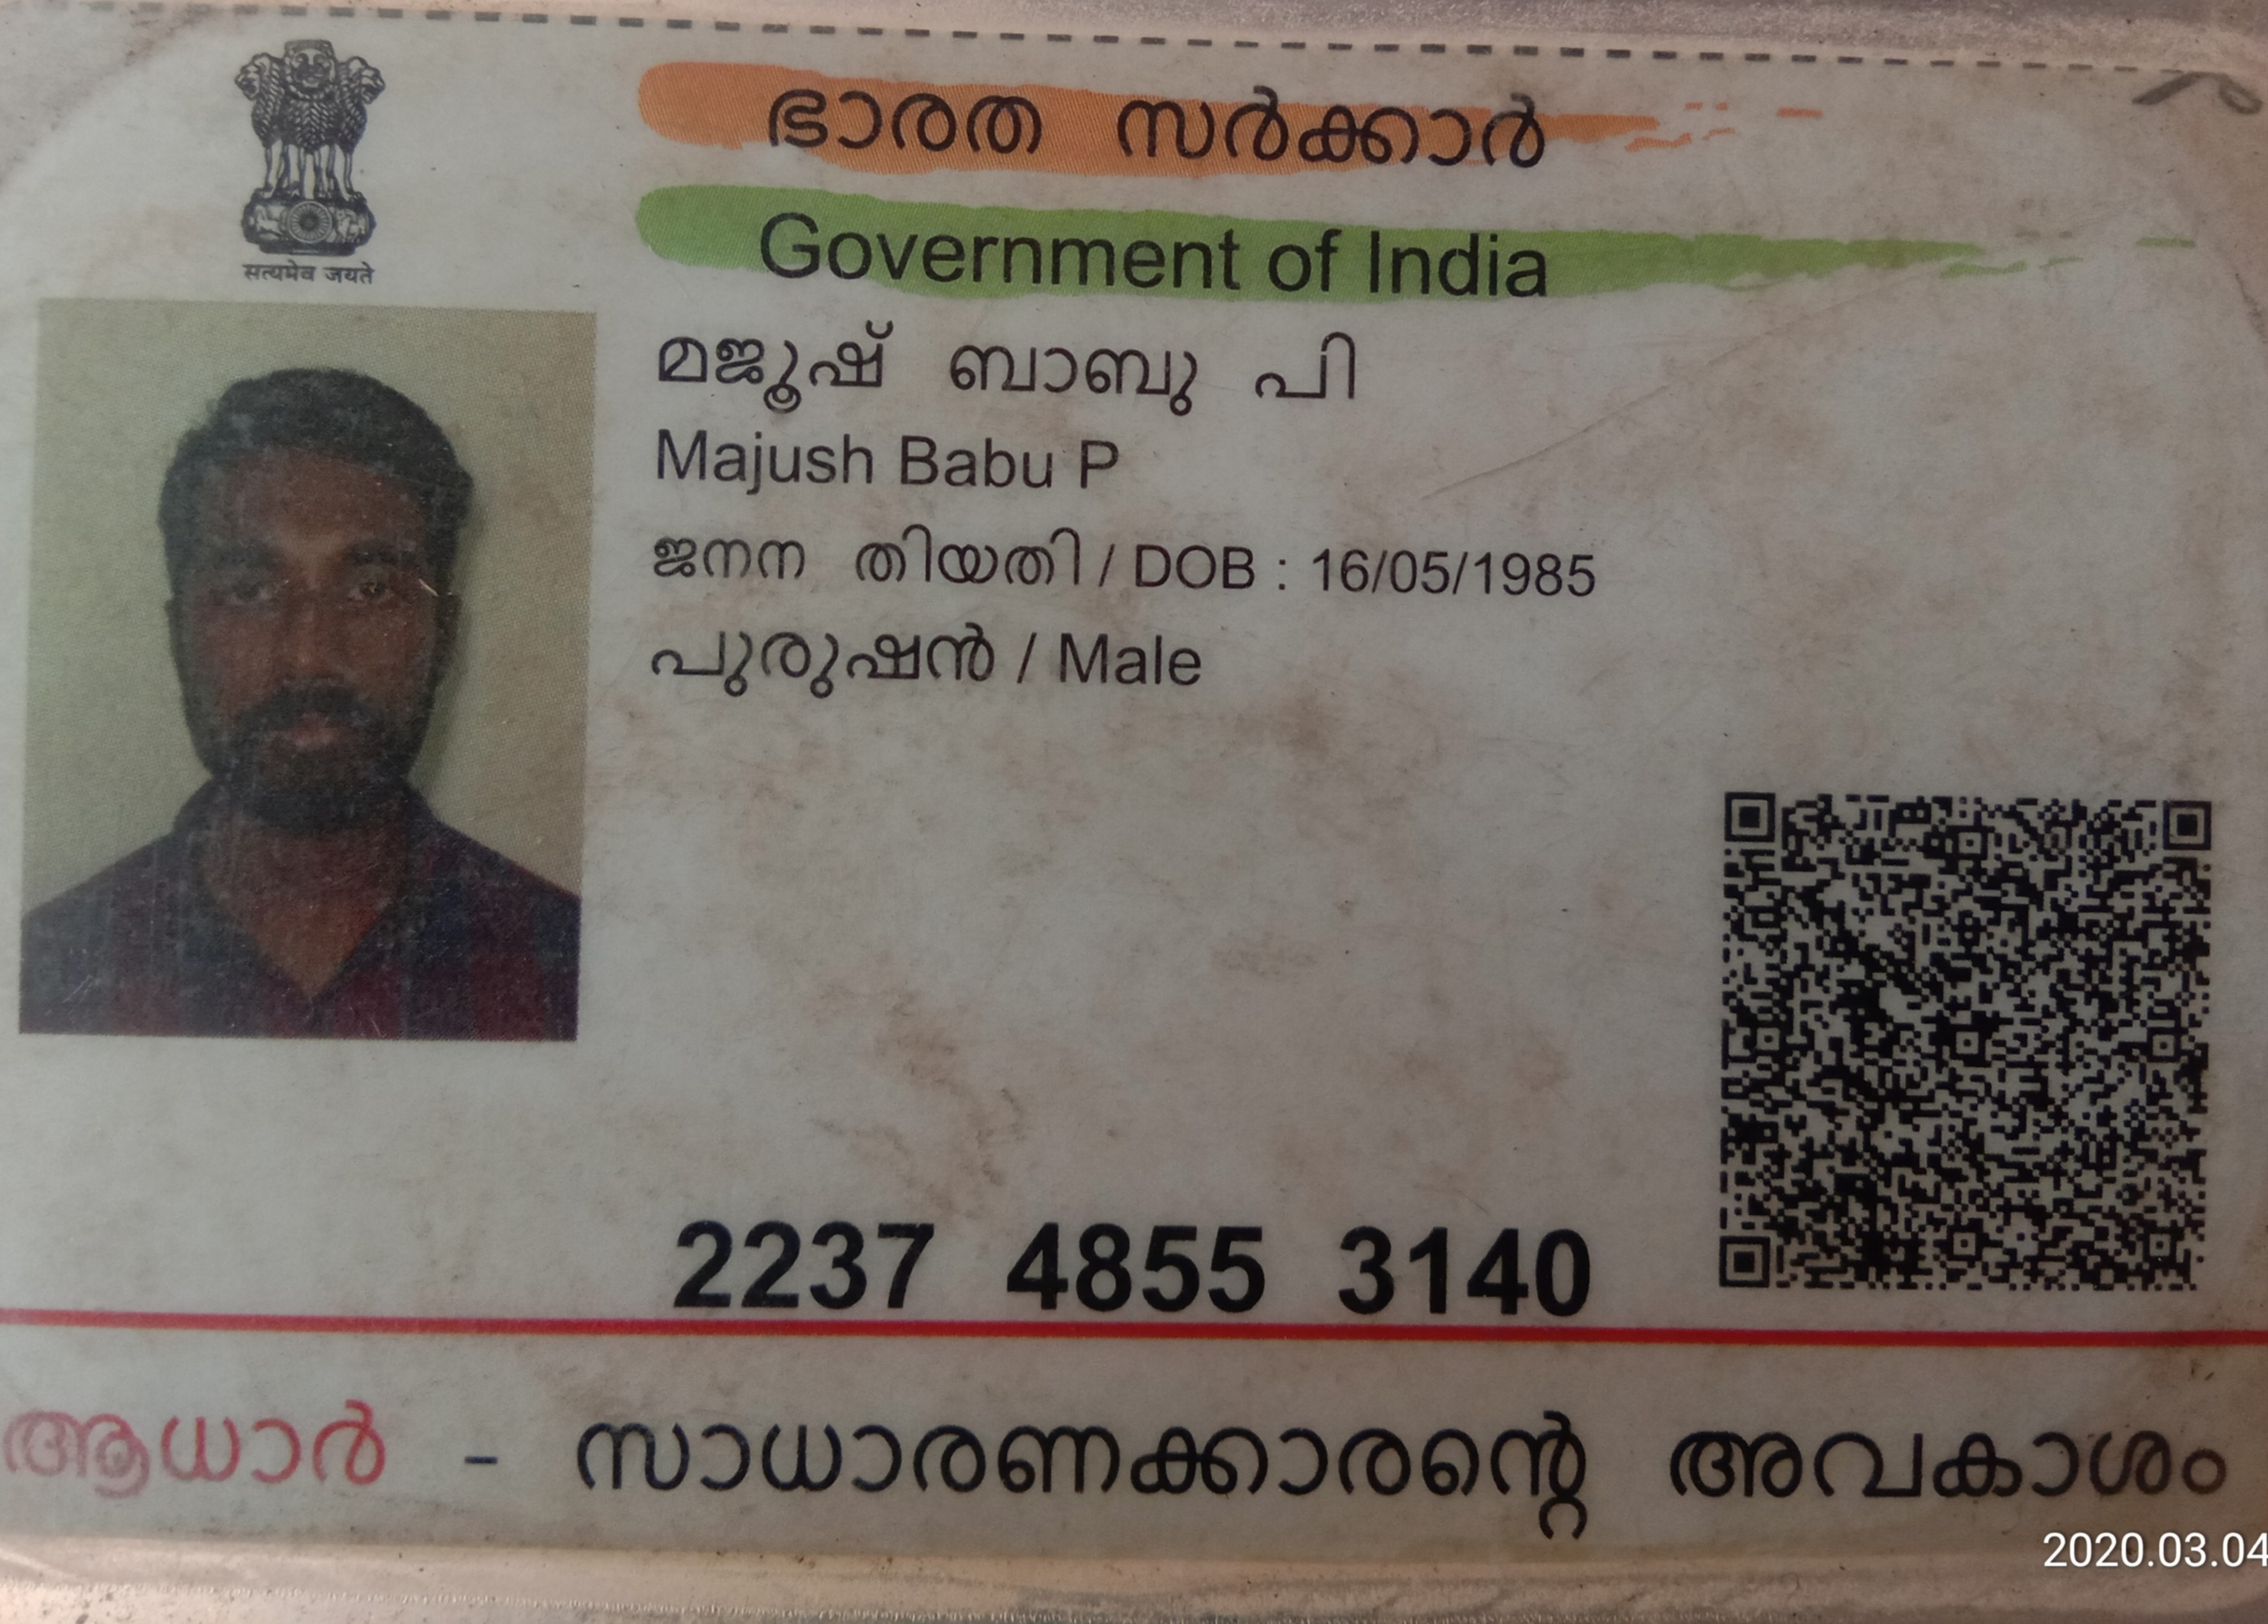 ഭാരത സർക്കാർ
Government of India
सत्यमेव जयते
മജൂഷ് ബാബു പി
Majush Babu P
ജനന തിയതി / DOB : 16/05/1985
പുരുഷൻ / Male
2237 4855 3140
ആധാർ - സാധാരണക്കാരന്റെ അവകാശം
2020.03.04